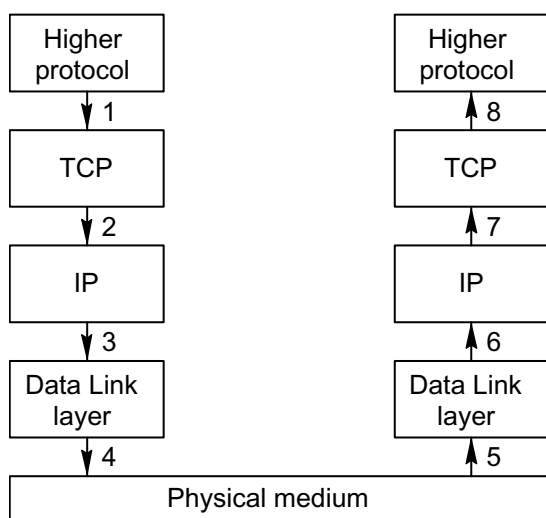 Higher
protocol
Higher
protocol
1
8
TCP
TCP
2
7
IP
IP
3
6
Data Link
layer
Data Link
layer
4
5
Physical medium